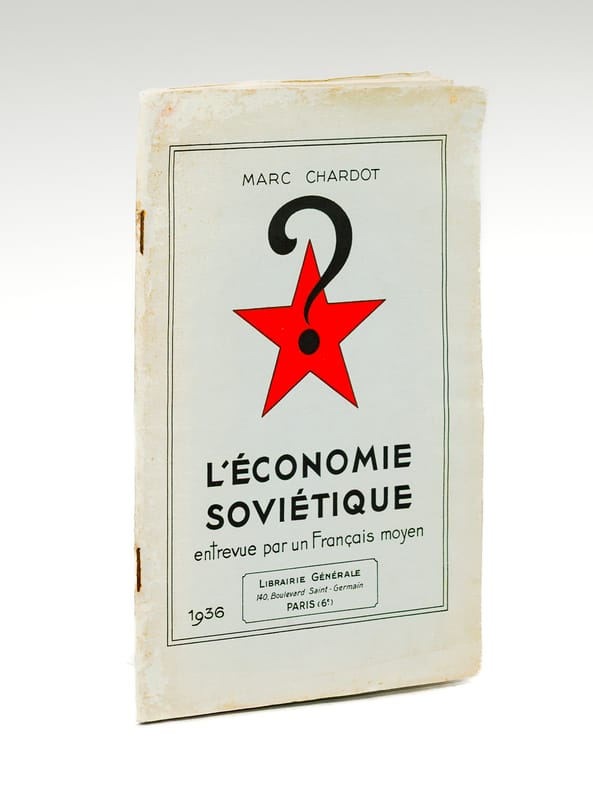 MARC CHARDOT
?
L'ÉCONOMIE
SOVIÉTIQUE
entrevue par un Français moyen
LIBRAIRIE GÉNÉRALE
140, Boulevard Saint-Germain
PARIS (6e)
1936